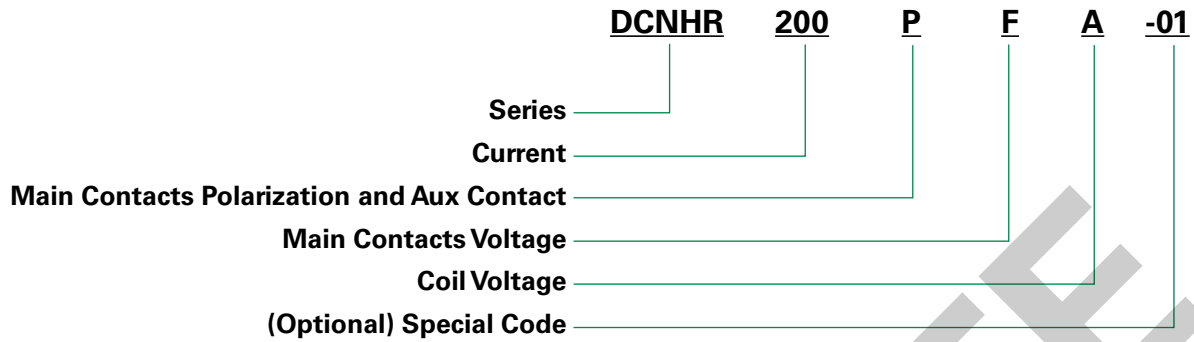 DCNHR 200 P F A -01
Series
Current
Main Contacts Polarization and Aux Contact
Main Contacts Voltage
Coil Voltage
(Optional) Special Code